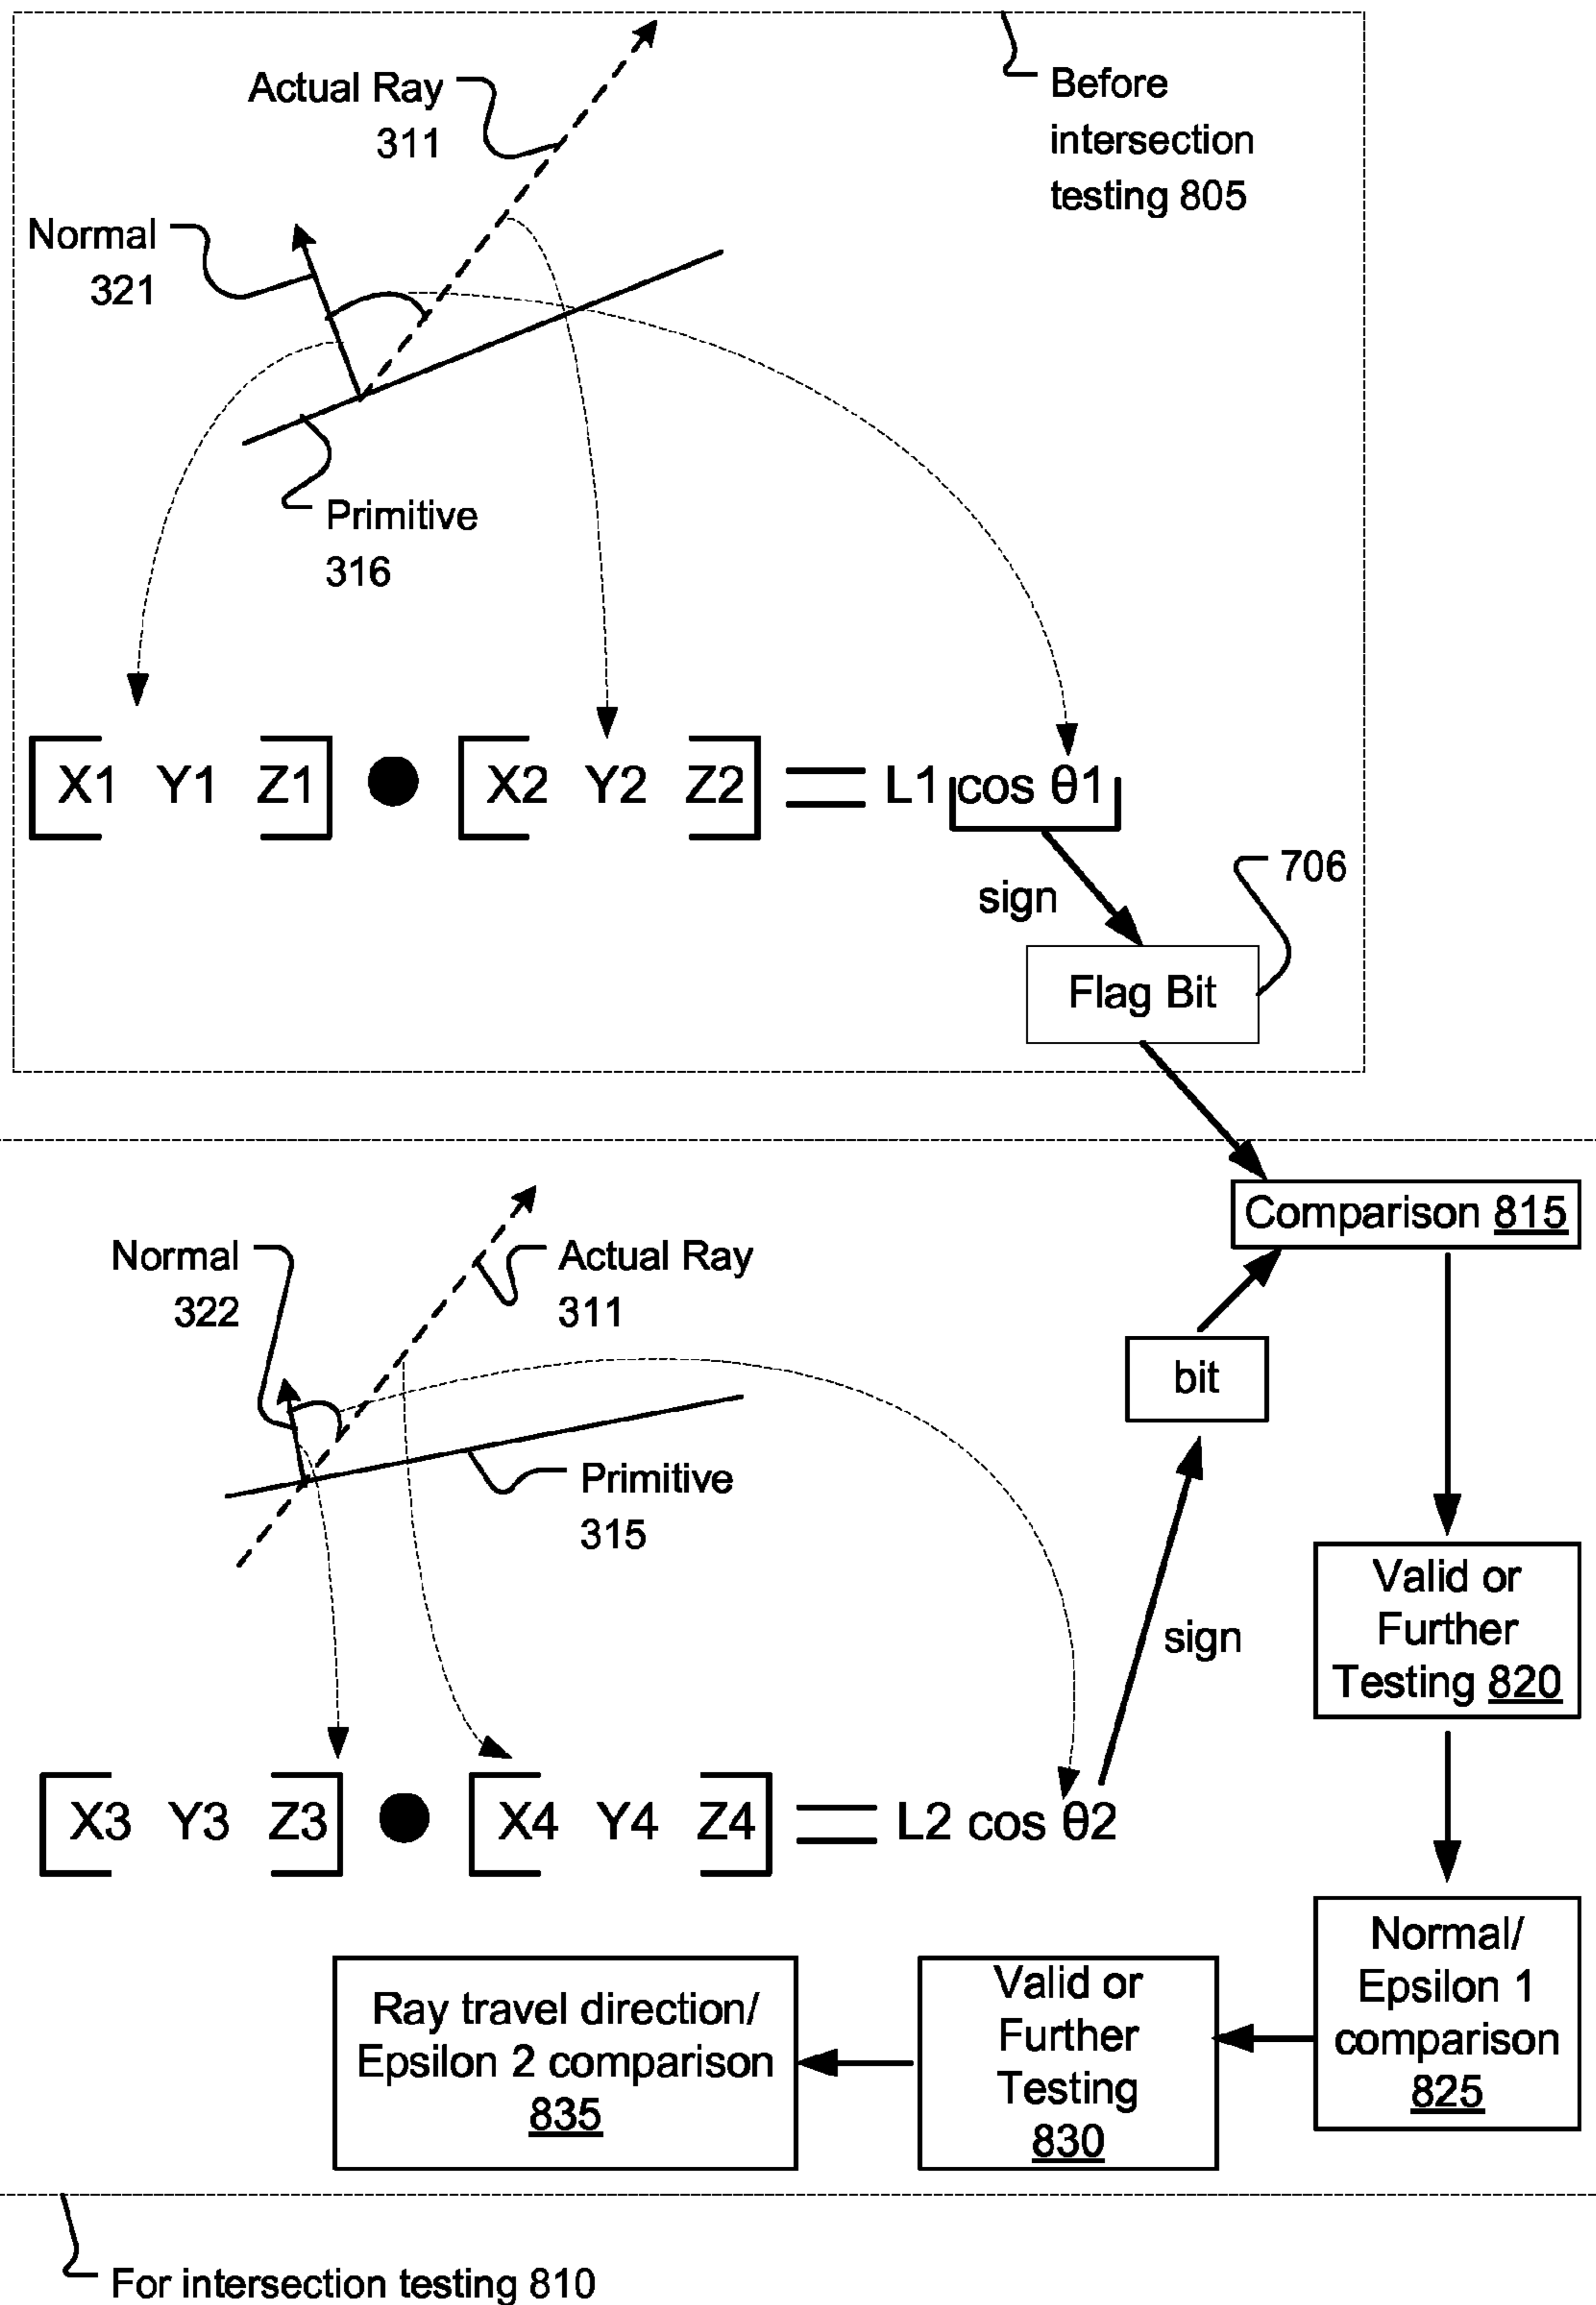 Actual Ray
311
Before
intersection
testing 805
Normal
321
Primitive
316
X1 Y1 Z1 ● X2 Y2 Z2 = L1 cos θ1
sign
706
Flag Bit
Comparison 815
Normal
322
Actual Ray
311
bit
Primitive
315
Valid or
Further
Testing 820
sign
X3 Y3 Z3 ● X4 Y4 Z4 = L2 cos θ2
Normal/
Epsilon 1
comparison
825
Valid or
Further
Testing
830
Ray travel direction/
Epsilon 2 comparison
835
For intersection testing 810